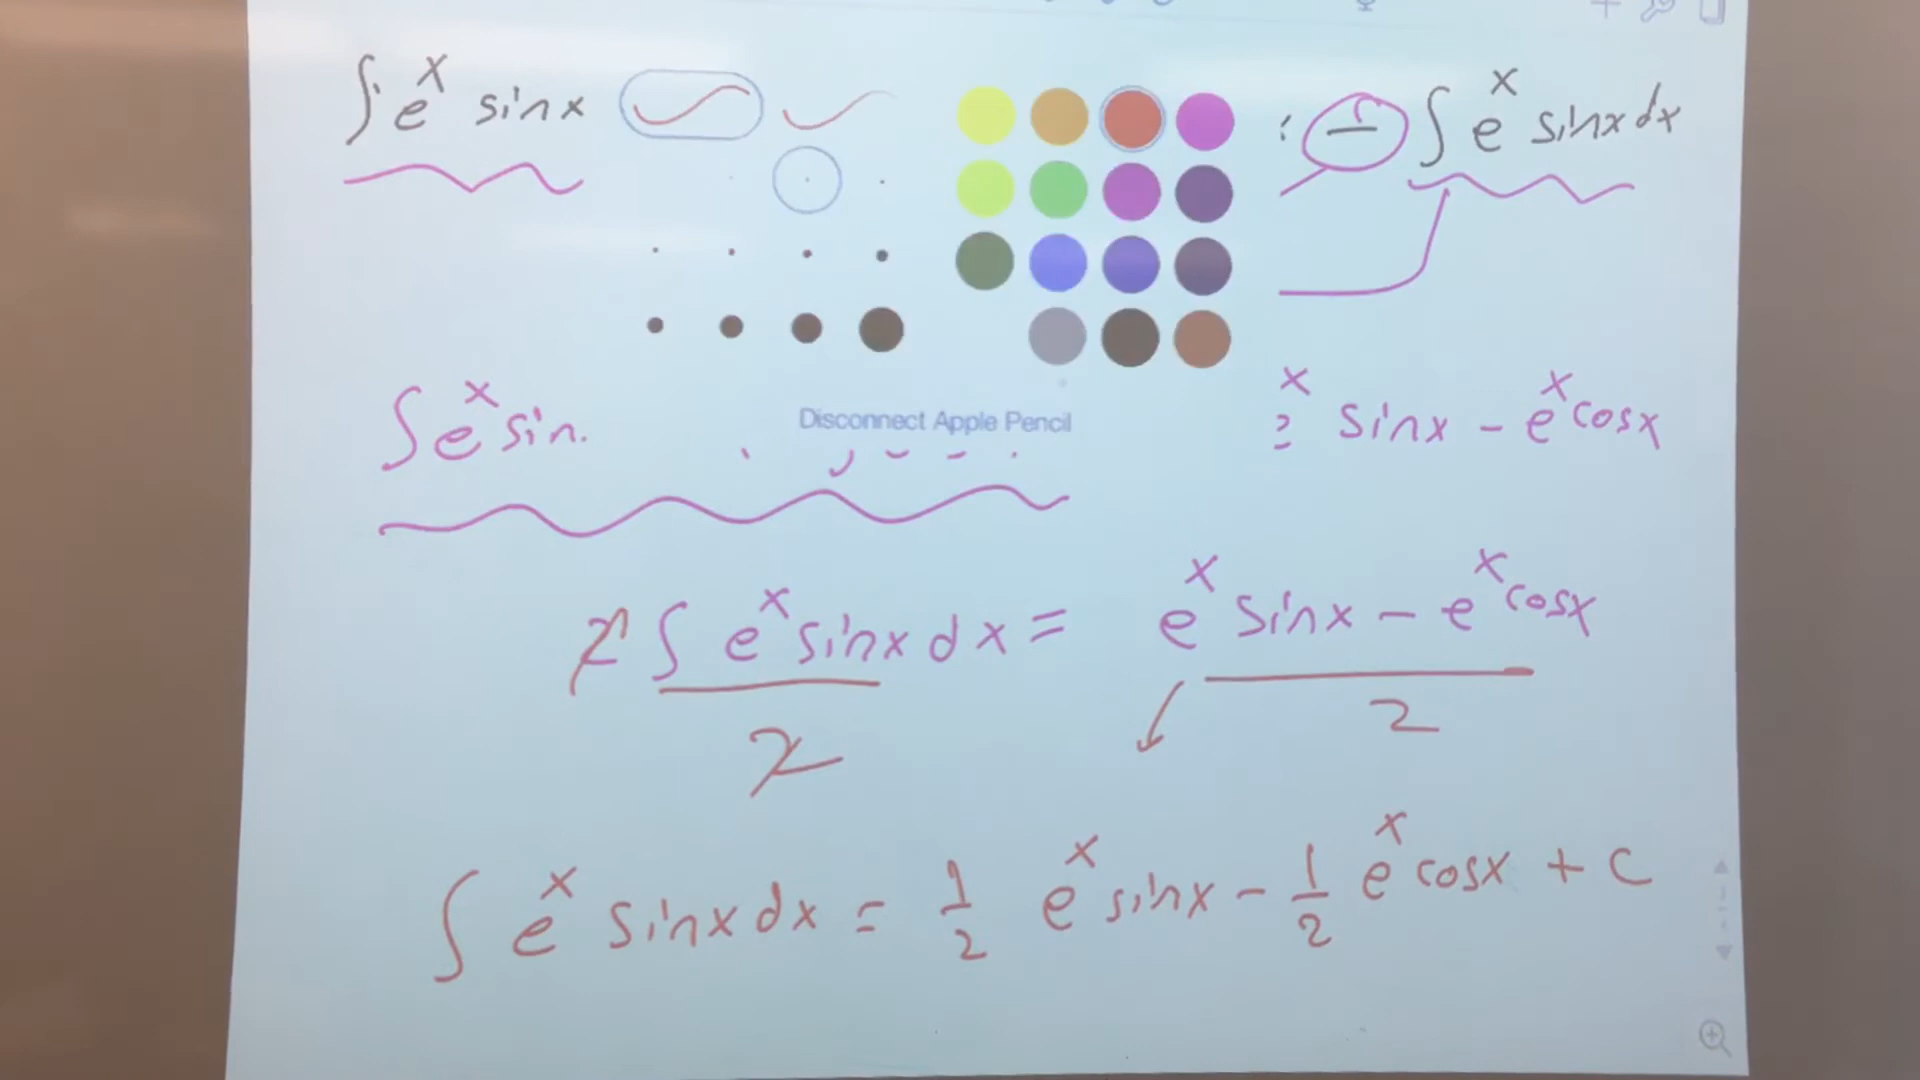 ∫ e^x sin x − ∫ e^x sinx dx
∫ e^x sin
x sinx − e^x cosx
Disconnect Apple Pencil
2 ∫ e^x sinx dx = e^x sinx − e^x cosx
2 2
∫ e^x sinx dx = 1/2 e^x sinx − 1/2 e^x cosx + C